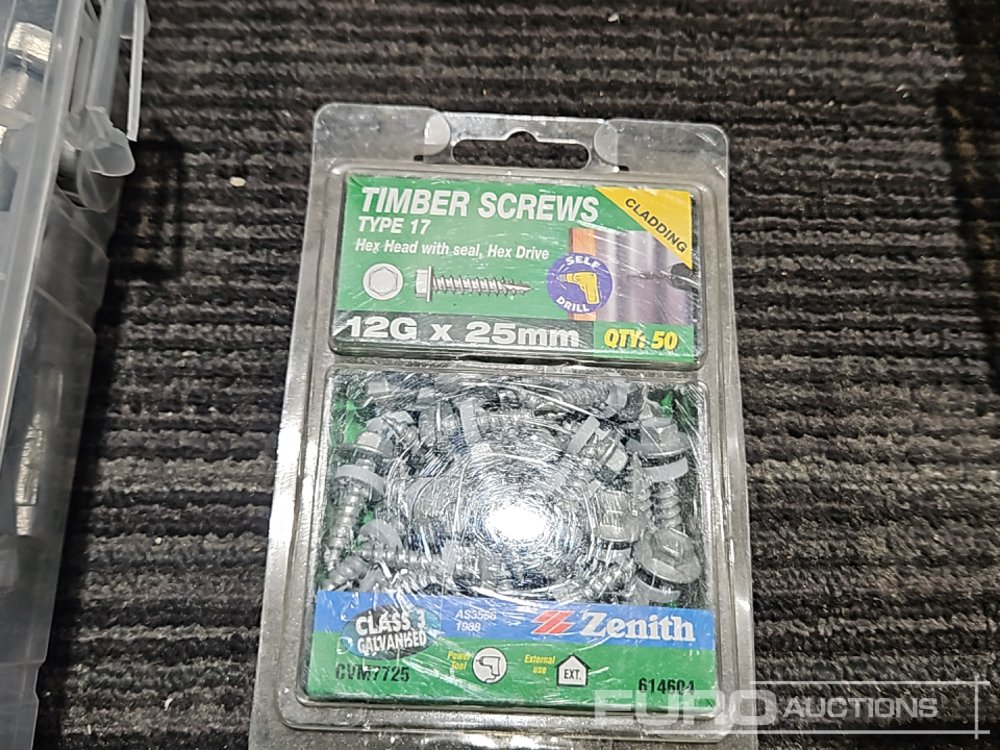 TIMBER SCREWS
TYPE 17
Hex Head with seal, Hex Drive
CLADDING
SELF
DRILL
12G x 25mm
QTY: 50
CLASS 3
GALVANISED
AS3566
1988
Zenith
Power
Tool
External
use
EXT.
CVM7725
614604
EURO AUCTIONS